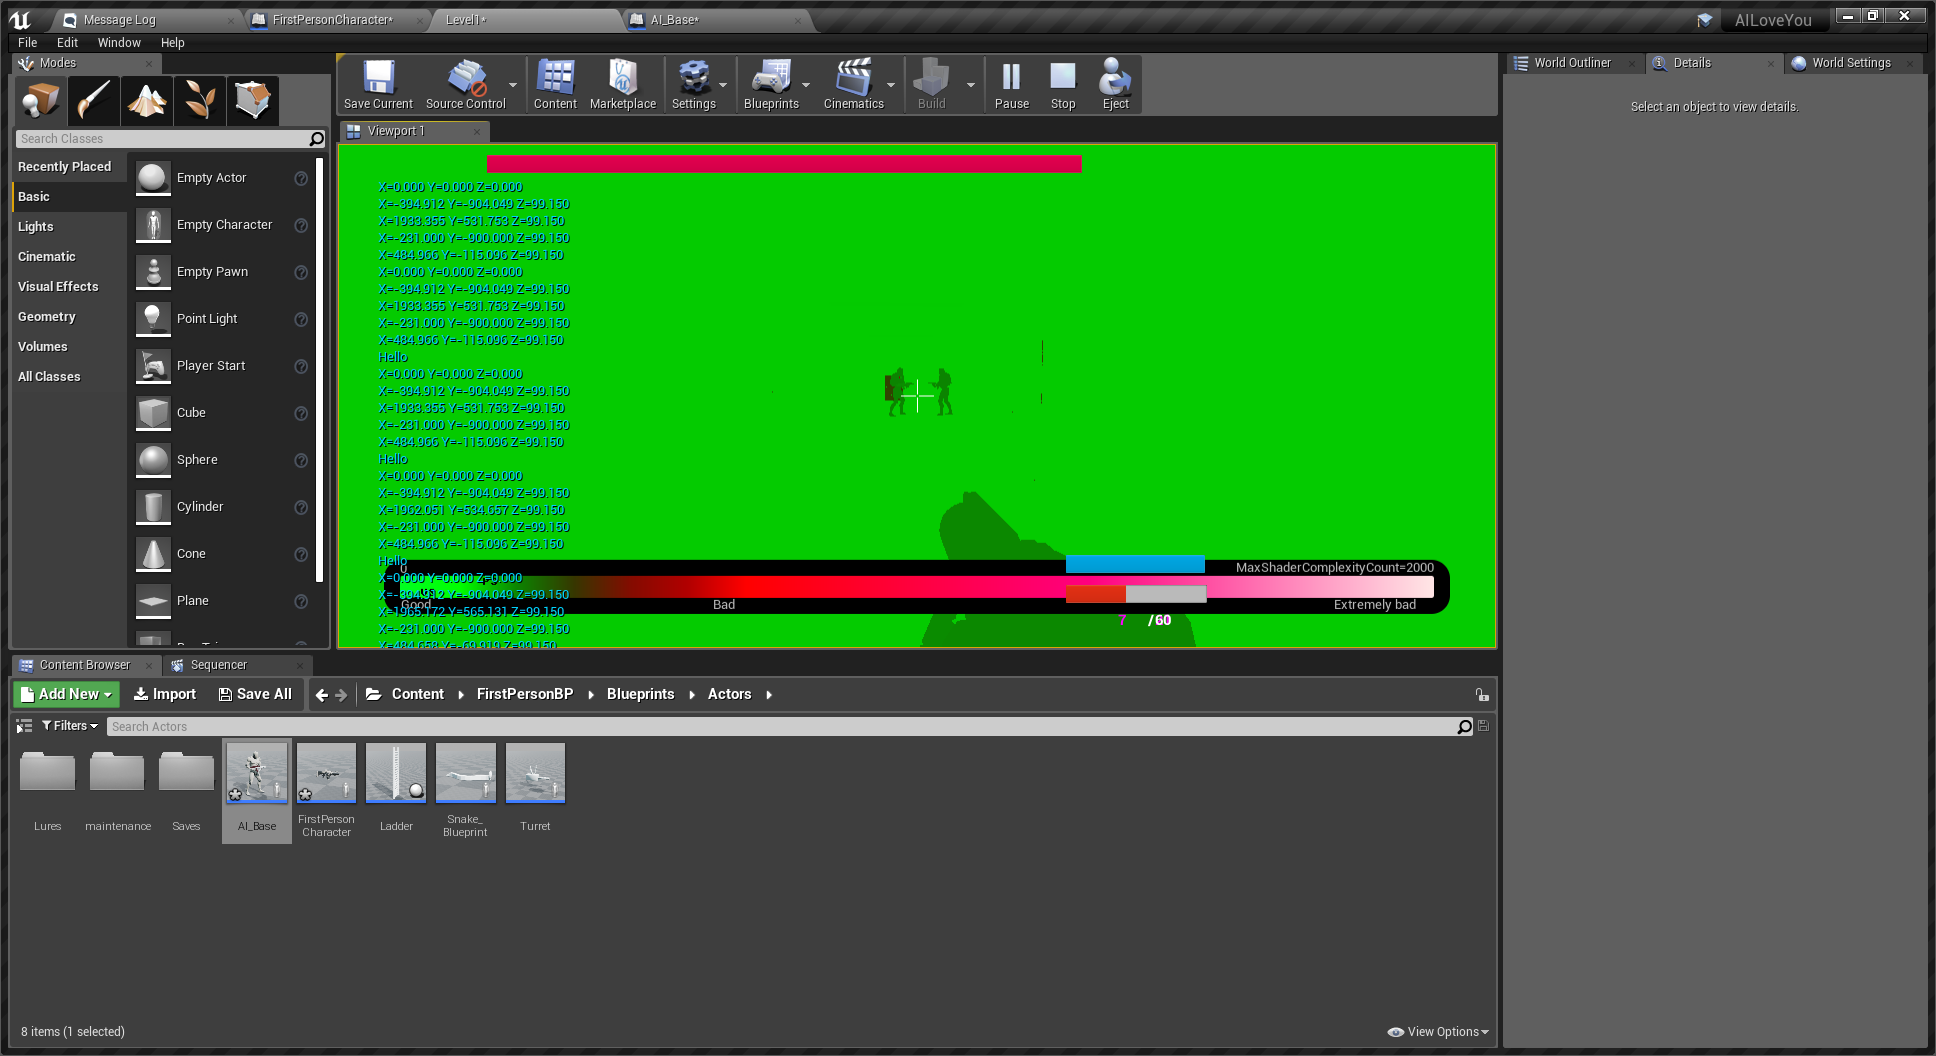 Message Log
FirstPersonCharacter*
Level1*
AI_Base*
AILoveYou
File Edit Window Help
Modes
Save Current
Source Control
Content
Marketplace
Settings
Blueprints
Cinematics
Build
Pause
Stop
Eject
World Outliner
Details
World Settings
Select an object to view details.
Search Classes
Recently Placed
Basic
Lights
Cinematic
Visual Effects
Geometry
Volumes
All Classes
Empty Actor
Empty Character
Empty Pawn
Point Light
Player Start
Cube
Sphere
Cylinder
Cone
Plane
Viewport 1
X=0.000 Y=0.000 Z=0.000
X=-394.912 Y=-904.049 Z=99.150
X=1933.355 Y=531.753 Z=99.150
X=-231.000 Y=-900.000 Z=99.150
X=484.966 Y=-115.096 Z=99.150
X=0.000 Y=0.000 Z=0.000
X=-394.912 Y=-904.049 Z=99.150
X=1933.355 Y=531.753 Z=99.150
X=-231.000 Y=-900.000 Z=99.150
X=484.966 Y=-115.096 Z=99.150
Hello
X=0.000 Y=0.000 Z=0.000
X=-394.912 Y=-904.049 Z=99.150
X=1933.355 Y=531.753 Z=99.150
X=-231.000 Y=-900.000 Z=99.150
X=484.966 Y=-115.096 Z=99.150
Hello
X=0.000 Y=0.000 Z=0.000
X=-394.912 Y=-904.049 Z=99.150
X=1962.051 Y=534.657 Z=99.150
X=-231.000 Y=-900.000 Z=99.150
X=484.966 Y=-115.096 Z=99.150
Hello
X=0.000 Y=0.000 Z=0.000
X=-394.912 Y=-904.049 Z=99.150
X=1965.172 Y=565.131 Z=99.150
X=-231.000 Y=-900.000 Z=99.150
X=484.658 Y=-69.919 Z=99.150
0
MaxShaderComplexityCount=2000
Good
Bad
Extremely bad
7 /60
Content Browser
Sequencer
Add New
Import
Save All
Content
FirstPersonBP
Blueprints
Actors
Filters
Search Actors
Lures
maintenance
Saves
AI_Base
FirstPerson
Character
Ladder
Snake_
Blueprint
Turret
8 items (1 selected)
View Options